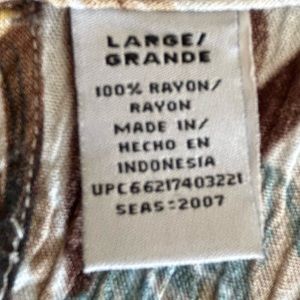 LARGE/
GRANDE
100% RAYON/
RAYON
MADE IN/
HECHO EN
INDONESIA
UPC66217403221
SEAS=2007